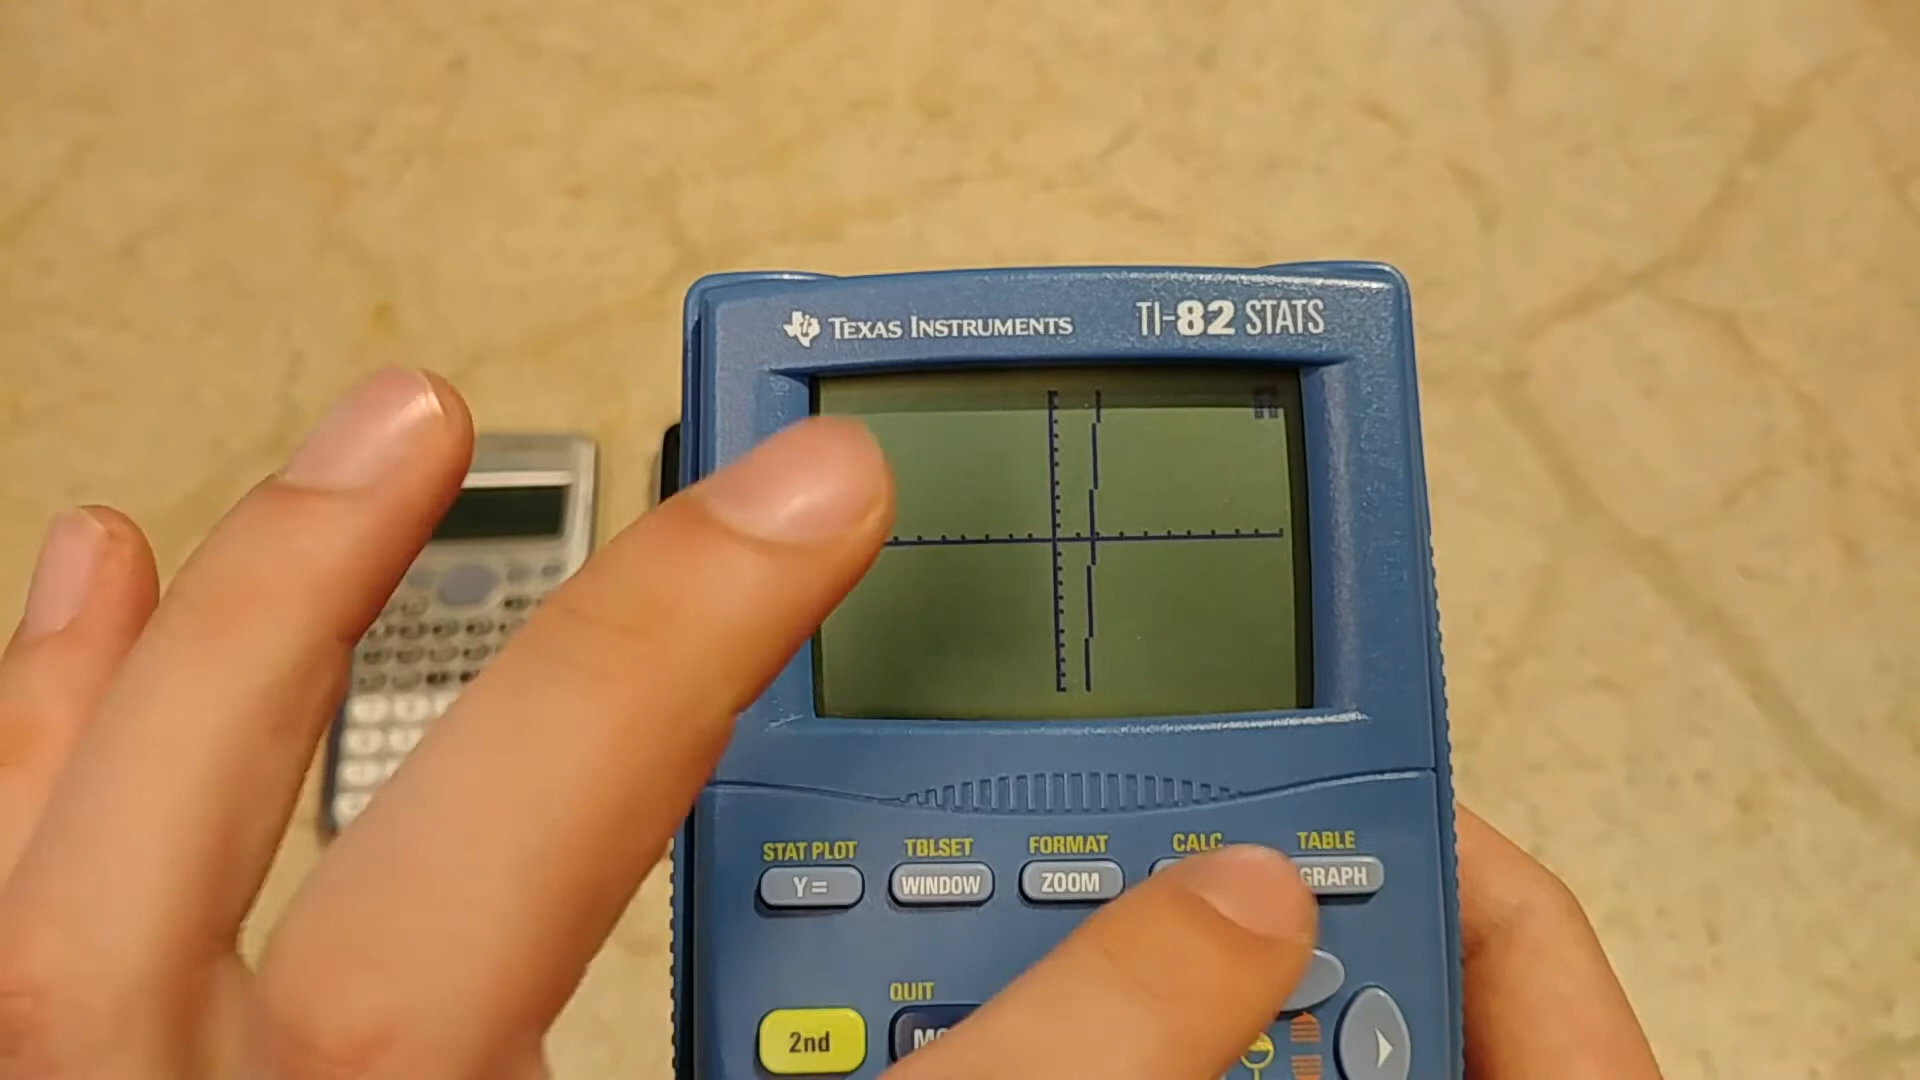 TEXAS INSTRUMENTS
TI-82 STATS
STAT PLOT TBLSET FORMAT CALC TABLE
Y= WINDOW ZOOM GRAPH
QUIT
2nd